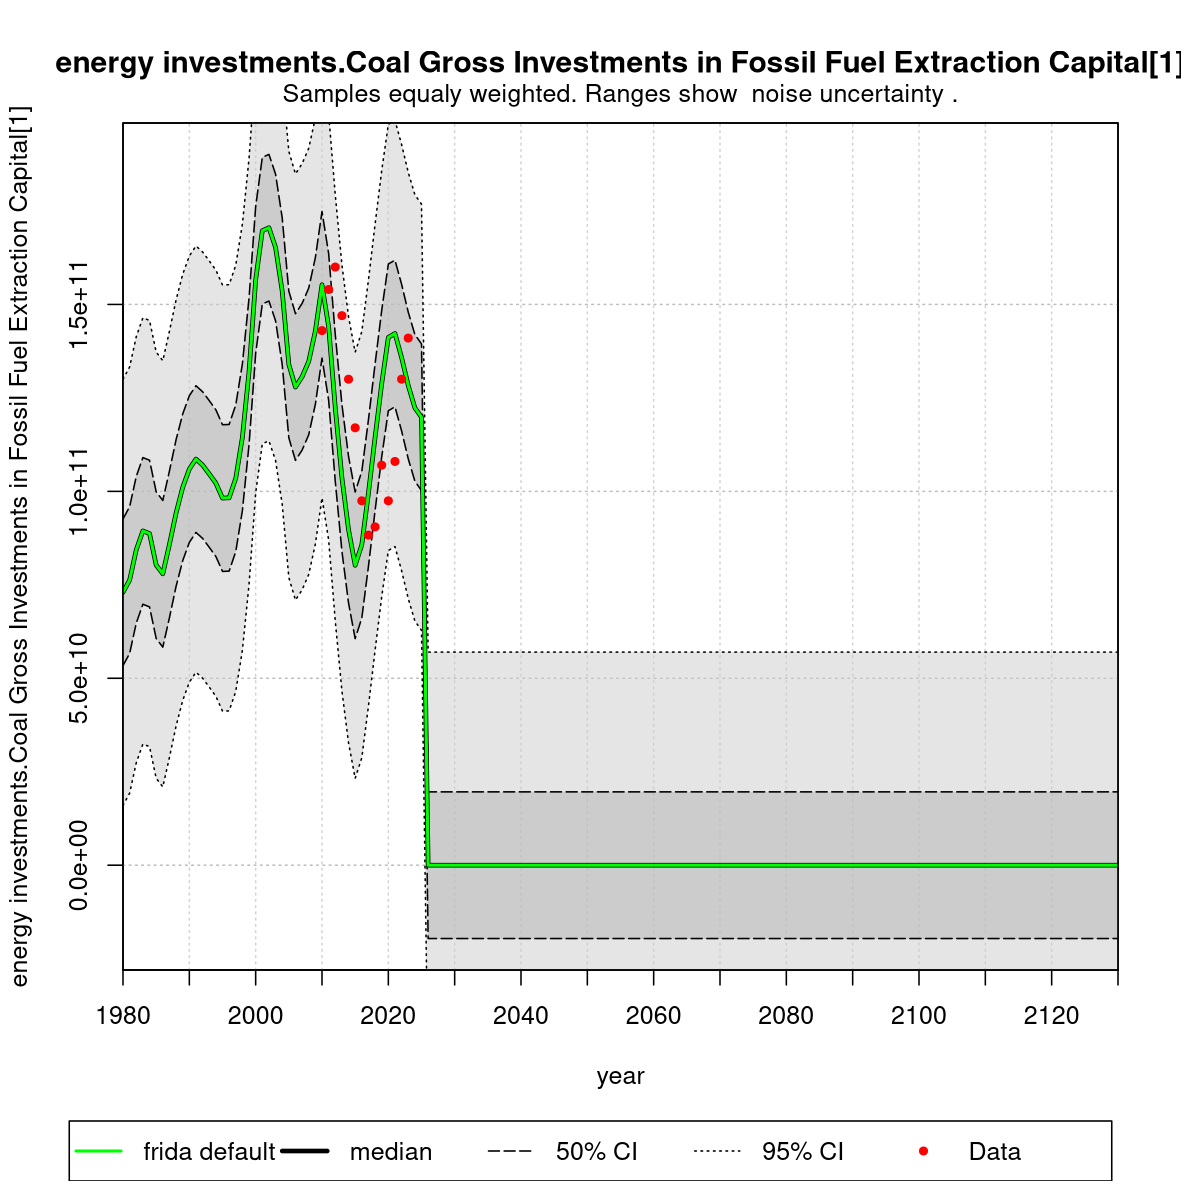 energy investments.Coal Gross Investments in Fossil Fuel Extraction Capital[1]
Samples equaly weighted. Ranges show  noise uncertainty .
energy investments.Coal Gross Investments in Fossil Fuel Extraction Capital[1]
1.5e+11
1.0e+11
5.0e+10
0.0e+00
1980 2000 2020 2040 2060 2080 2100 2120
year
frida default median 50% CI 95% CI Data